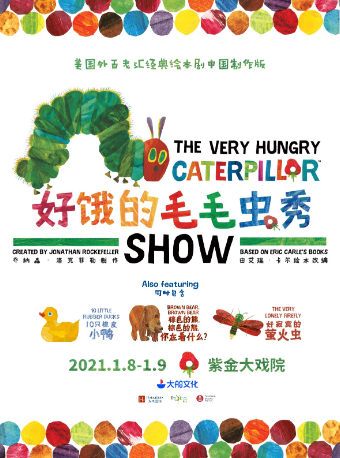 美国外百老汇经典绘本剧中国制作版
THE VERY HUNGRY
CATERPILLAR™
好饿的毛毛虫秀
CREATED BY JONATHAN ROCKEFELLER
乔纳森·洛克菲勒制作
SHOW
BASED ON ERIC CARLE'S BOOKS
由艾瑞·卡尔绘本改编
Also featuring
同时包含
10 LITTLE
RUBBER DUCKS
10只橡皮
小鸭
BROWN BEAR,
BROWN BEAR
棕色的熊,
棕色的熊,
你在看什么?
THE VERY
LONELY FIREFLY
好寂寞的
萤火虫
2021.1.8-1.9
紫金大戏院
大船文化